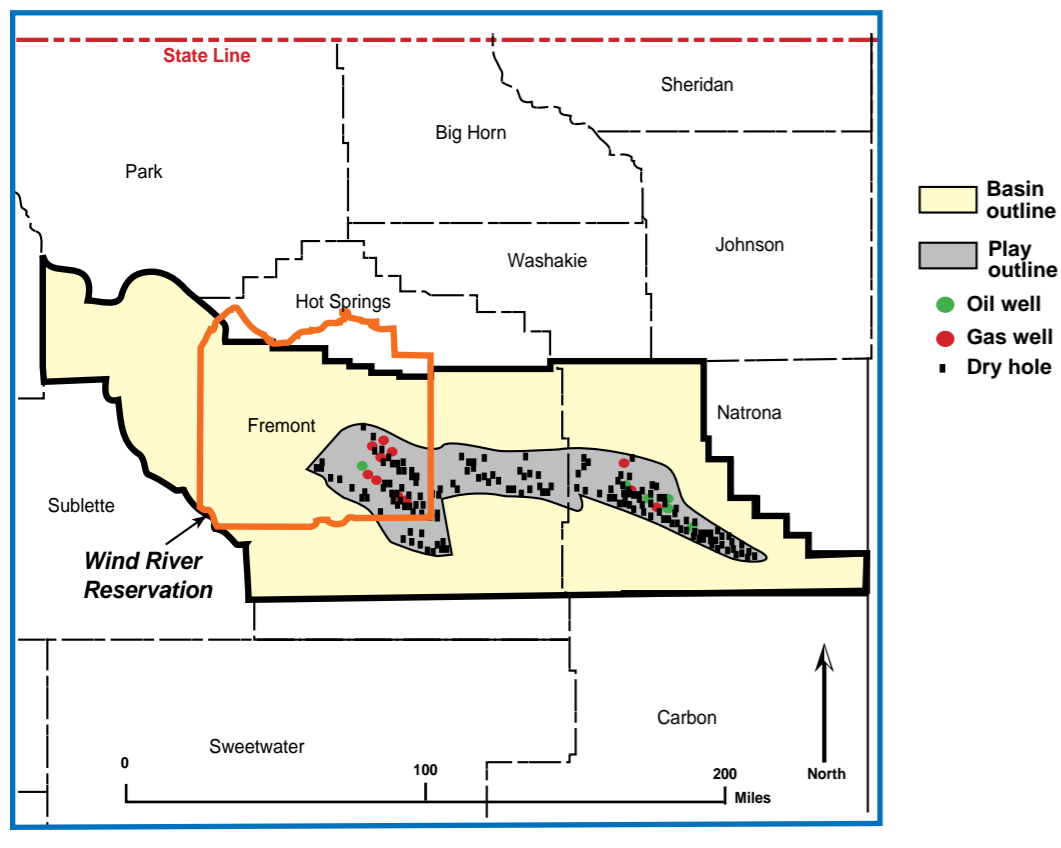 State Line
Sheridan
Big Horn
Park
Johnson
Washakie
Hot Springs
Natrona
Fremont
Sublette
Wind River
Reservation
Carbon
Sweetwater
0
100
200
Miles
North
Basin
outline
Play
outline
Oil well
Gas well
Dry hole